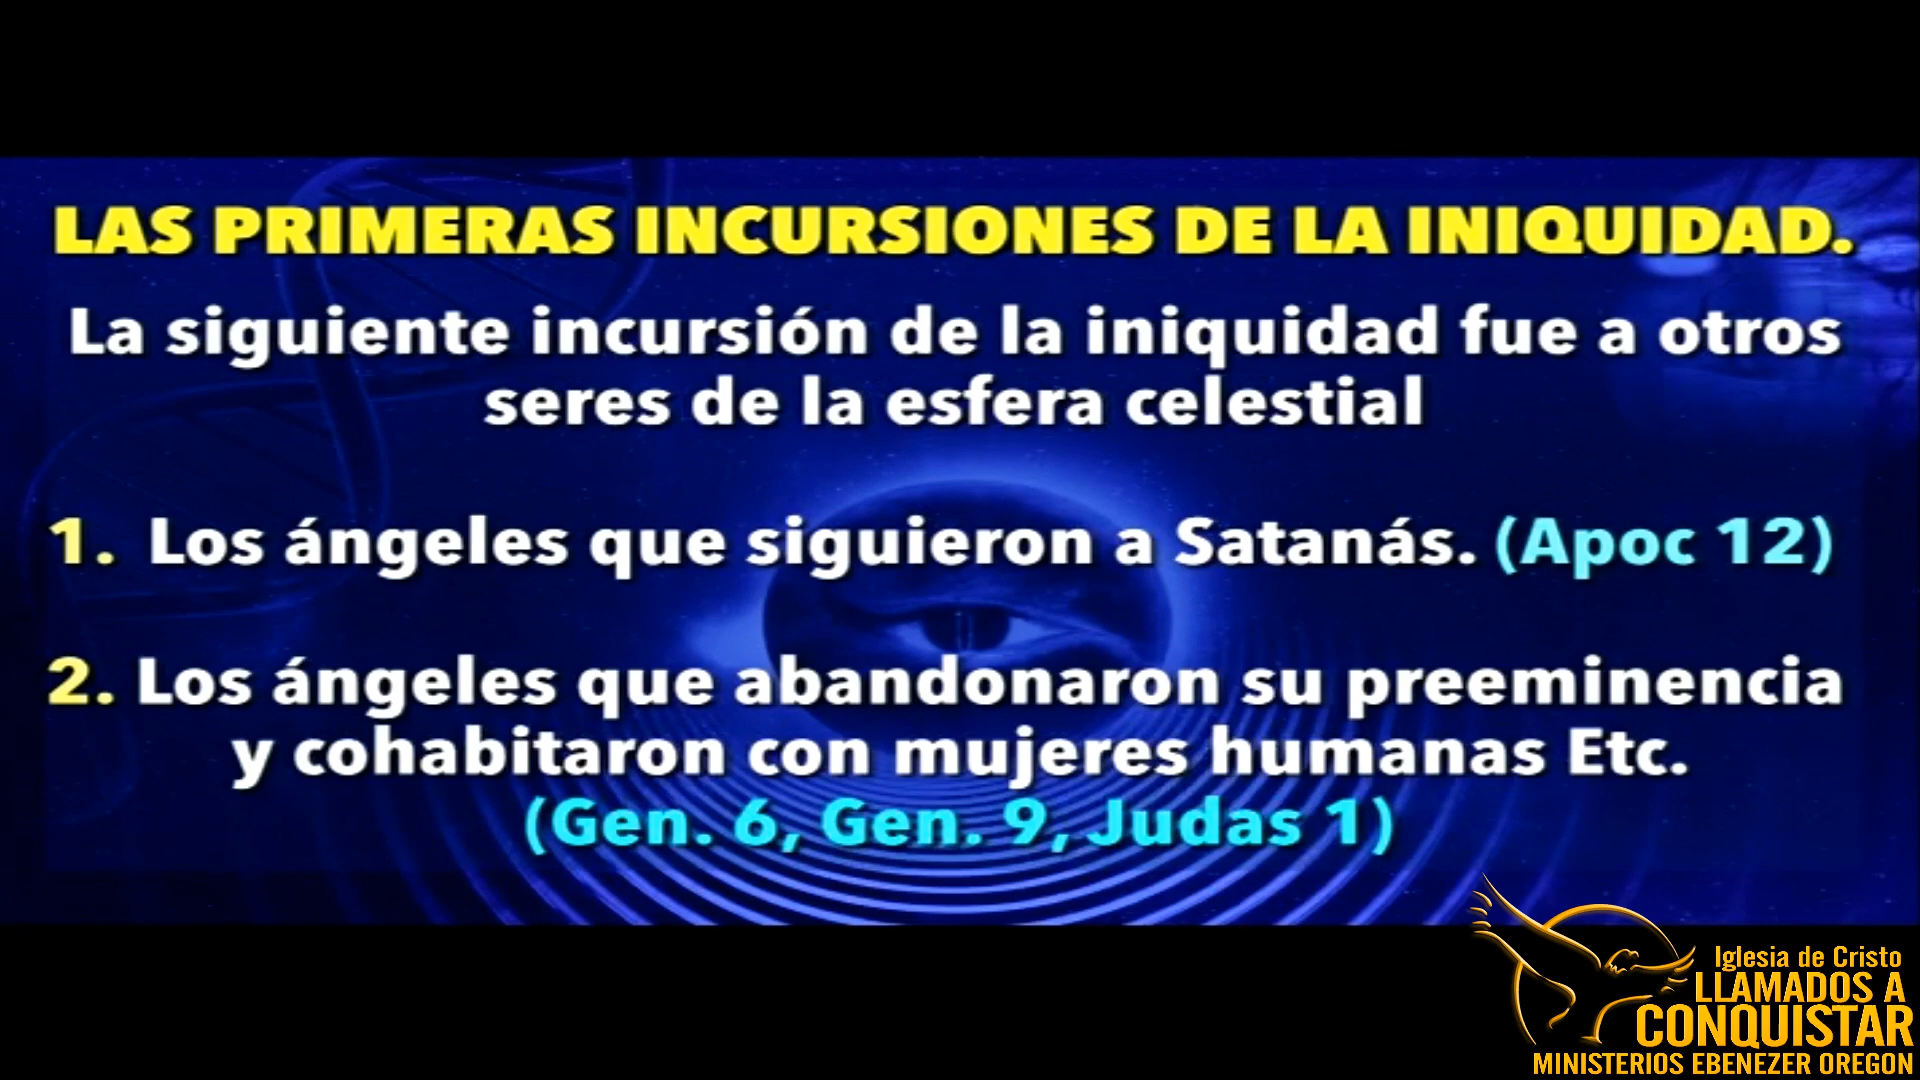 LAS PRIMERAS INCURSIONES DE LA INIQUIDAD.
La siguiente incursión de la iniquidad fue a otros
seres de la esfera celestial
1. Los ángeles que siguieron a Satanás. (Apoc 12)
2. Los ángeles que abandonaron su preeminencia
y cohabitaron con mujeres humanas Etc.
(Gen. 6, Gen. 9, Judas 1)
Iglesia de Cristo
LLAMADOS A
CONQUISTAR
MINISTERIOS EBENEZER OREGON